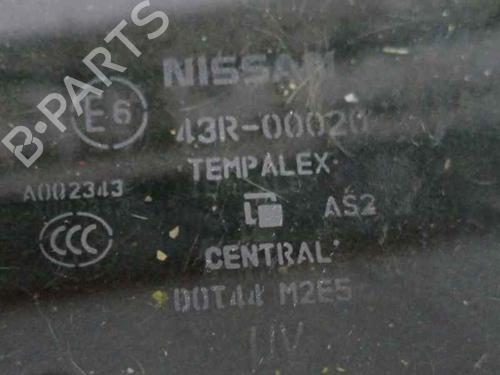 NISSAN
E6
43R-00020
TEMPALEX
A002343
AS2
CCC
CENTRAL
DOT44 M2E5
UV
B-PARTS